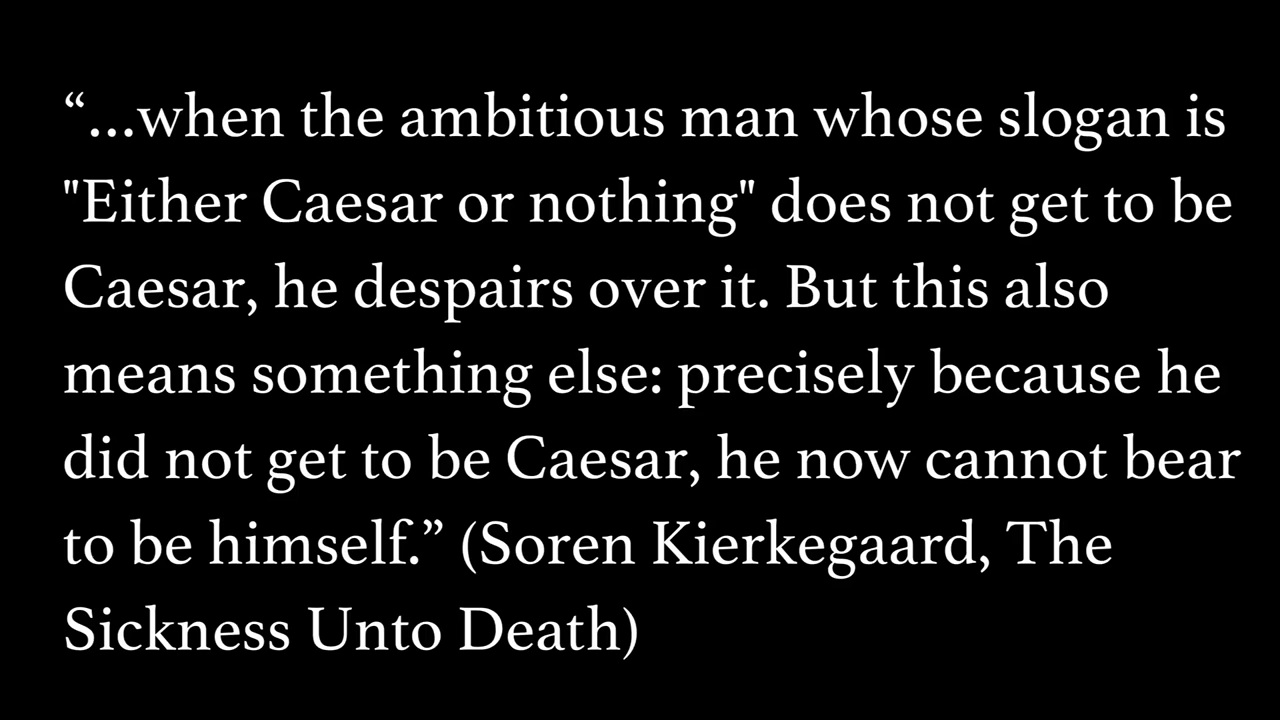 “...when the ambitious man whose slogan is
"Either Caesar or nothing" does not get to be
Caesar, he despairs over it. But this also
means something else: precisely because he
did not get to be Caesar, he now cannot bear
to be himself.” (Soren Kierkegaard, The
Sickness Unto Death)